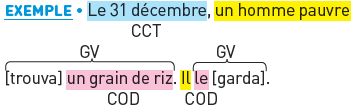 EXEMPLE • Le 31 décembre, un homme pauvre
CCT
GV GV
[trouva] un grain de riz. Il le [garda].
COD COD